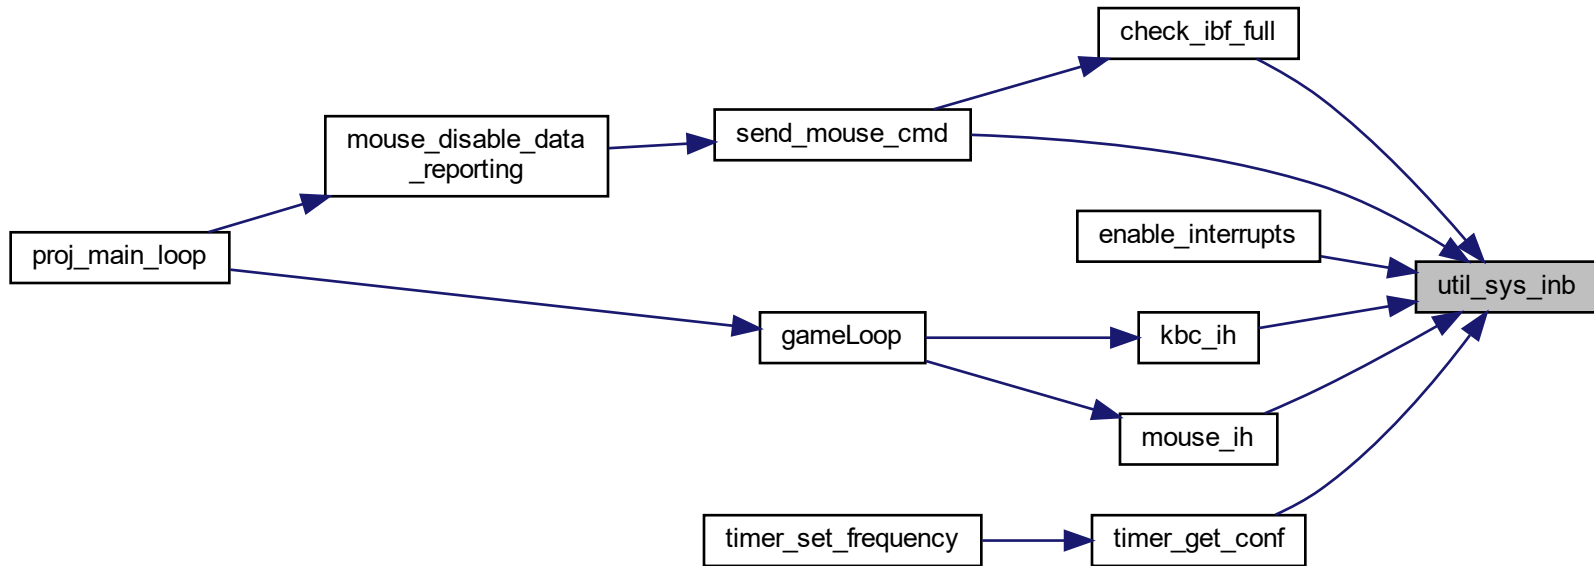 check_ibf_full
send_mouse_cmd
mouse_disable_data
_reporting
enable_interrupts
proj_main_loop
util_sys_inb
gameLoop
kbc_ih
mouse_ih
timer_set_frequency
timer_get_conf